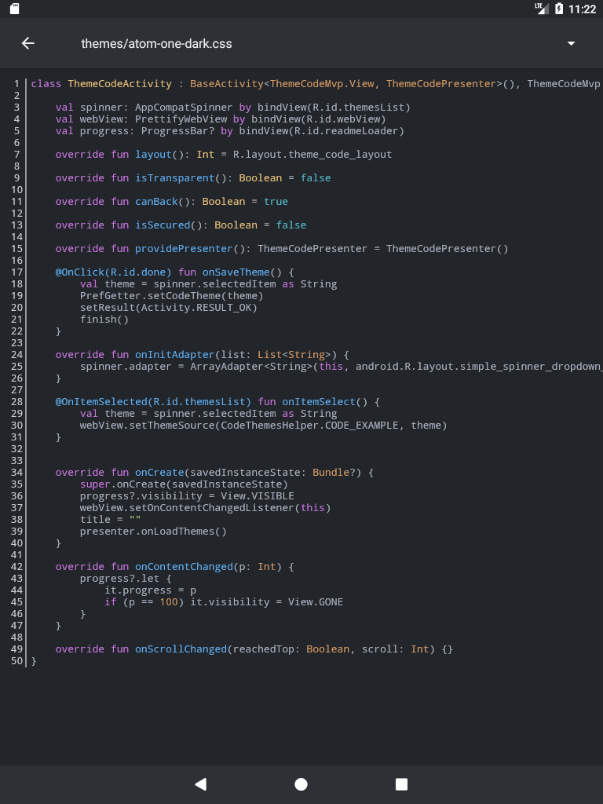 LTE 11:22
themes/atom-one-dark.css
1 class ThemeCodeActivity : BaseActivity<ThemeCodeMvp.View, ThemeCodePresenter>(), ThemeCodeMvp
2
3     val spinner: AppCompatSpinner by bindView(R.id.themesList)
4     val webView: PrettifyWebView by bindView(R.id.webView)
5     val progress: ProgressBar? by bindView(R.id.readmeLoader)
6
7     override fun layout(): Int = R.layout.theme_code_layout
8
9     override fun isTransparent(): Boolean = false
10
11     override fun canBack(): Boolean = true
12
13     override fun isSecured(): Boolean = false
14
15     override fun providePresenter(): ThemeCodePresenter = ThemeCodePresenter()
16
17     @OnClick(R.id.done) fun onSaveTheme() {
18         val theme = spinner.selectedItem as String
19         PrefGetter.setCodeTheme(theme)
20         setResult(Activity.RESULT_OK)
21         finish()
22     }
23
24     override fun onInitAdapter(list: List<String>) {
25         spinner.adapter = ArrayAdapter<String>(this, android.R.layout.simple_spinner_dropdown_
26     }
27
28     @OnItemSelected(R.id.themesList) fun onItemSelect() {
29         val theme = spinner.selectedItem as String
30         webView.setThemeSource(CodeThemesHelper.CODE_EXAMPLE, theme)
31     }
32
33
34     override fun onCreate(savedInstanceState: Bundle?) {
35         super.onCreate(savedInstanceState)
36         progress?.visibility = View.VISIBLE
37         webView.setOnContentChangedListener(this)
38         title = ""
39         presenter.onLoadThemes()
40     }
41
42     override fun onContentChanged(p: Int) {
43         progress?.let {
44             it.progress = p
45             if (p == 100) it.visibility = View.GONE
46         }
47     }
48
49     override fun onScrollChanged(reachedTop: Boolean, scroll: Int) {}
50 }